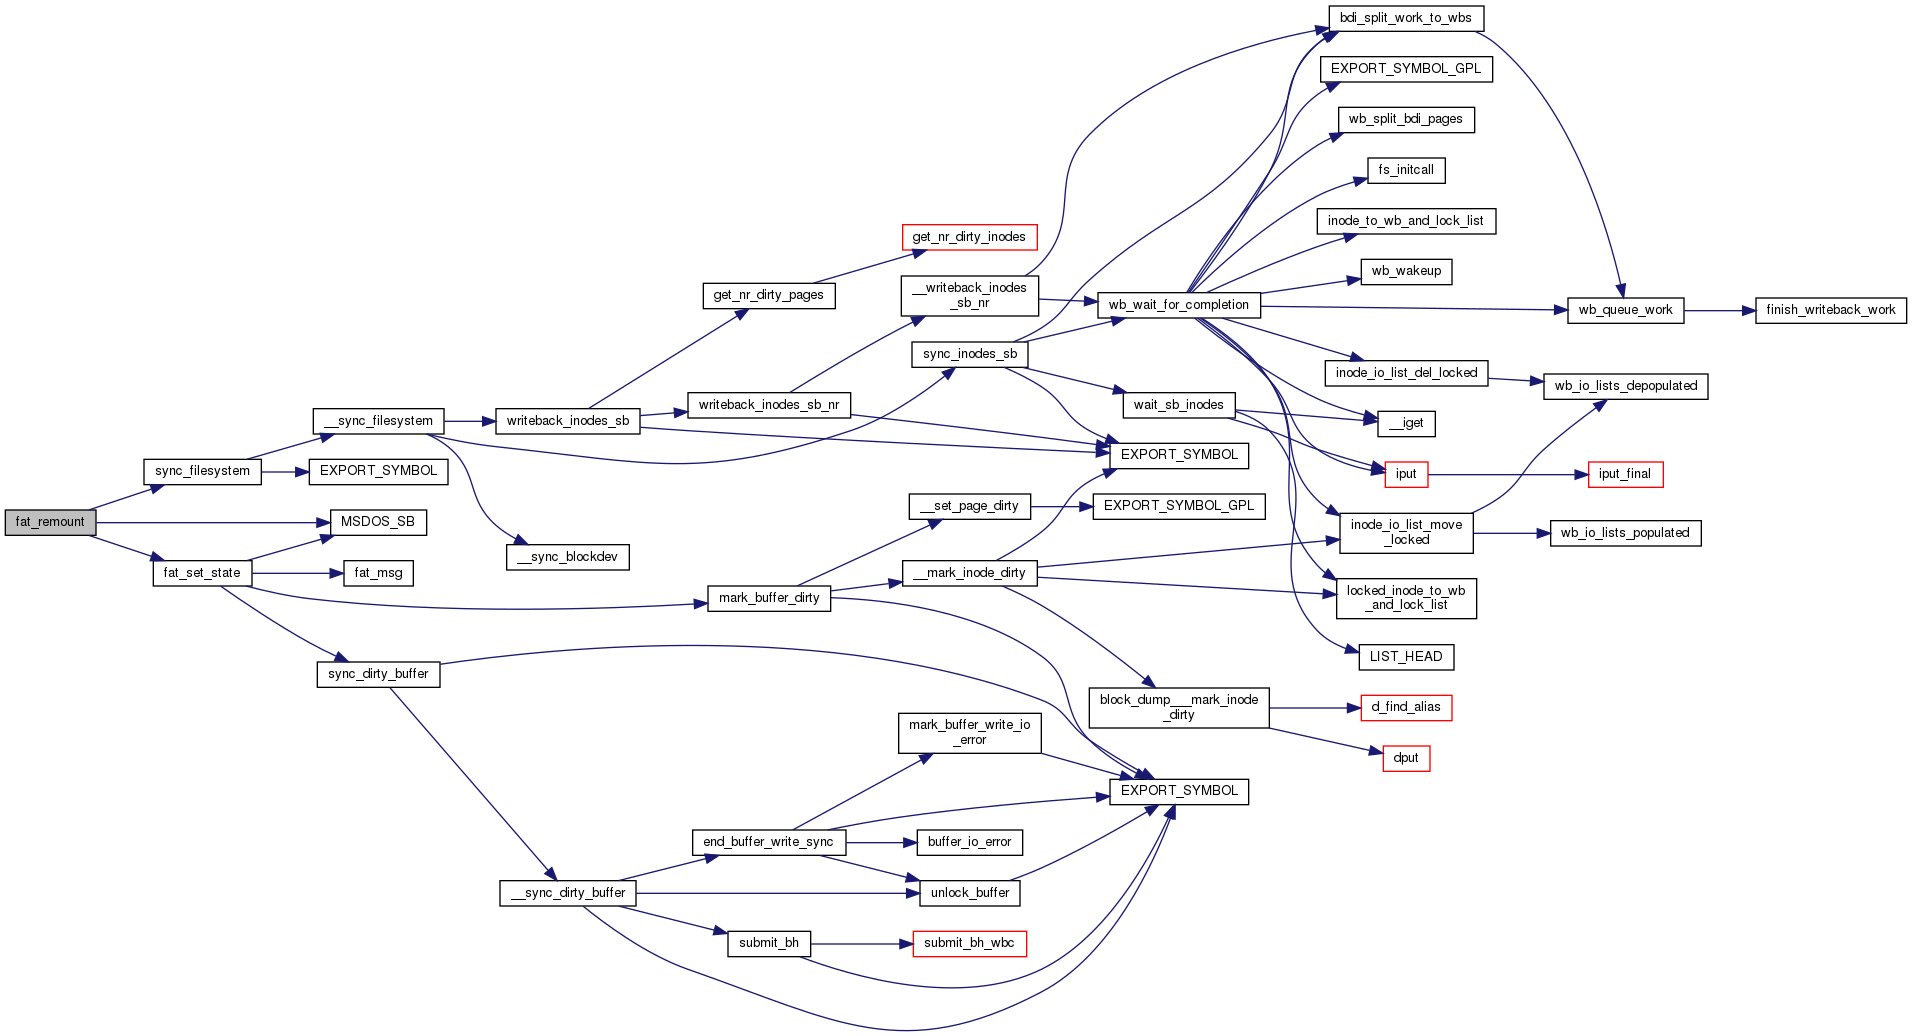 bdi_split_work_to_wbs
EXPORT_SYMBOL_GPL
wb_split_bdi_pages
fs_initcall
inode_to_wb_and_lock_list
get_nr_dirty_inodes
wb_wakeup
get_nr_dirty_pages
__writeback_inodes
_sb_nr
wb_wait_for_completion
wb_queue_work
finish_writeback_work
sync_inodes_sb
inode_io_list_del_locked
wb_io_lists_depopulated
writeback_inodes_sb_nr
wait_sb_inodes
__sync_filesystem
writeback_inodes_sb
__iget
EXPORT_SYMBOL
sync_filesystem
EXPORT_SYMBOL
iput
iput_final
__set_page_dirty
EXPORT_SYMBOL_GPL
fat_remount
MSDOS_SB
inode_io_list_move
_locked
wb_io_lists_populated
__sync_blockdev
fat_set_state
fat_msg
__mark_inode_dirty
mark_buffer_dirty
locked_inode_to_wb
_and_lock_list
LIST_HEAD
sync_dirty_buffer
block_dump___mark_inode
_dirty
d_find_alias
mark_buffer_write_io
_error
dput
EXPORT_SYMBOL
end_buffer_write_sync
buffer_io_error
__sync_dirty_buffer
unlock_buffer
submit_bh
submit_bh_wbc